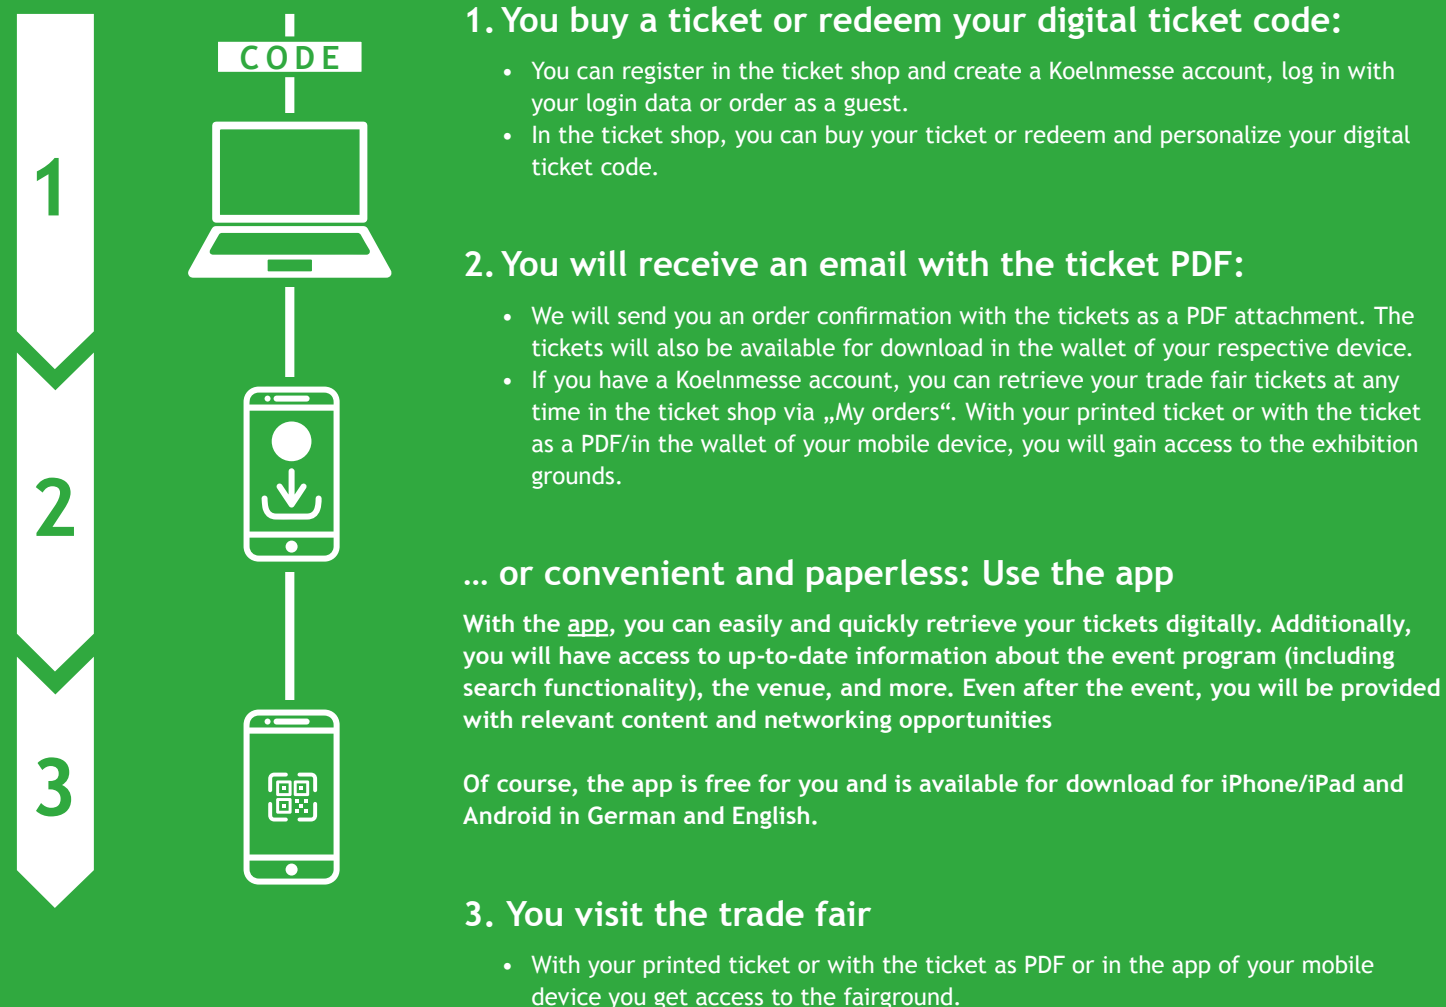 CODE
1
2
3
1. You buy a ticket or redeem your digital ticket code:
• You can register in the ticket shop and create a Koelnmesse account, log in with
your login data or order as a guest.
• In the ticket shop, you can buy your ticket or redeem and personalize your digital
ticket code.
2. You will receive an email with the ticket PDF:
• We will send you an order confirmation with the tickets as a PDF attachment. The
tickets will also be available for download in the wallet of your respective device.
• If you have a Koelnmesse account, you can retrieve your trade fair tickets at any
time in the ticket shop via „My orders“. With your printed ticket or with the ticket
as a PDF/in the wallet of your mobile device, you will gain access to the exhibition
grounds.
... or convenient and paperless: Use the app
With the app, you can easily and quickly retrieve your tickets digitally. Additionally,
you will have access to up-to-date information about the event program (including
search functionality), the venue, and more. Even after the event, you will be provided
with relevant content and networking opportunities
Of course, the app is free for you and is available for download for iPhone/iPad and
Android in German and English.
3. You visit the trade fair
• With your printed ticket or with the ticket as PDF or in the app of your mobile
device you get access to the fairground.